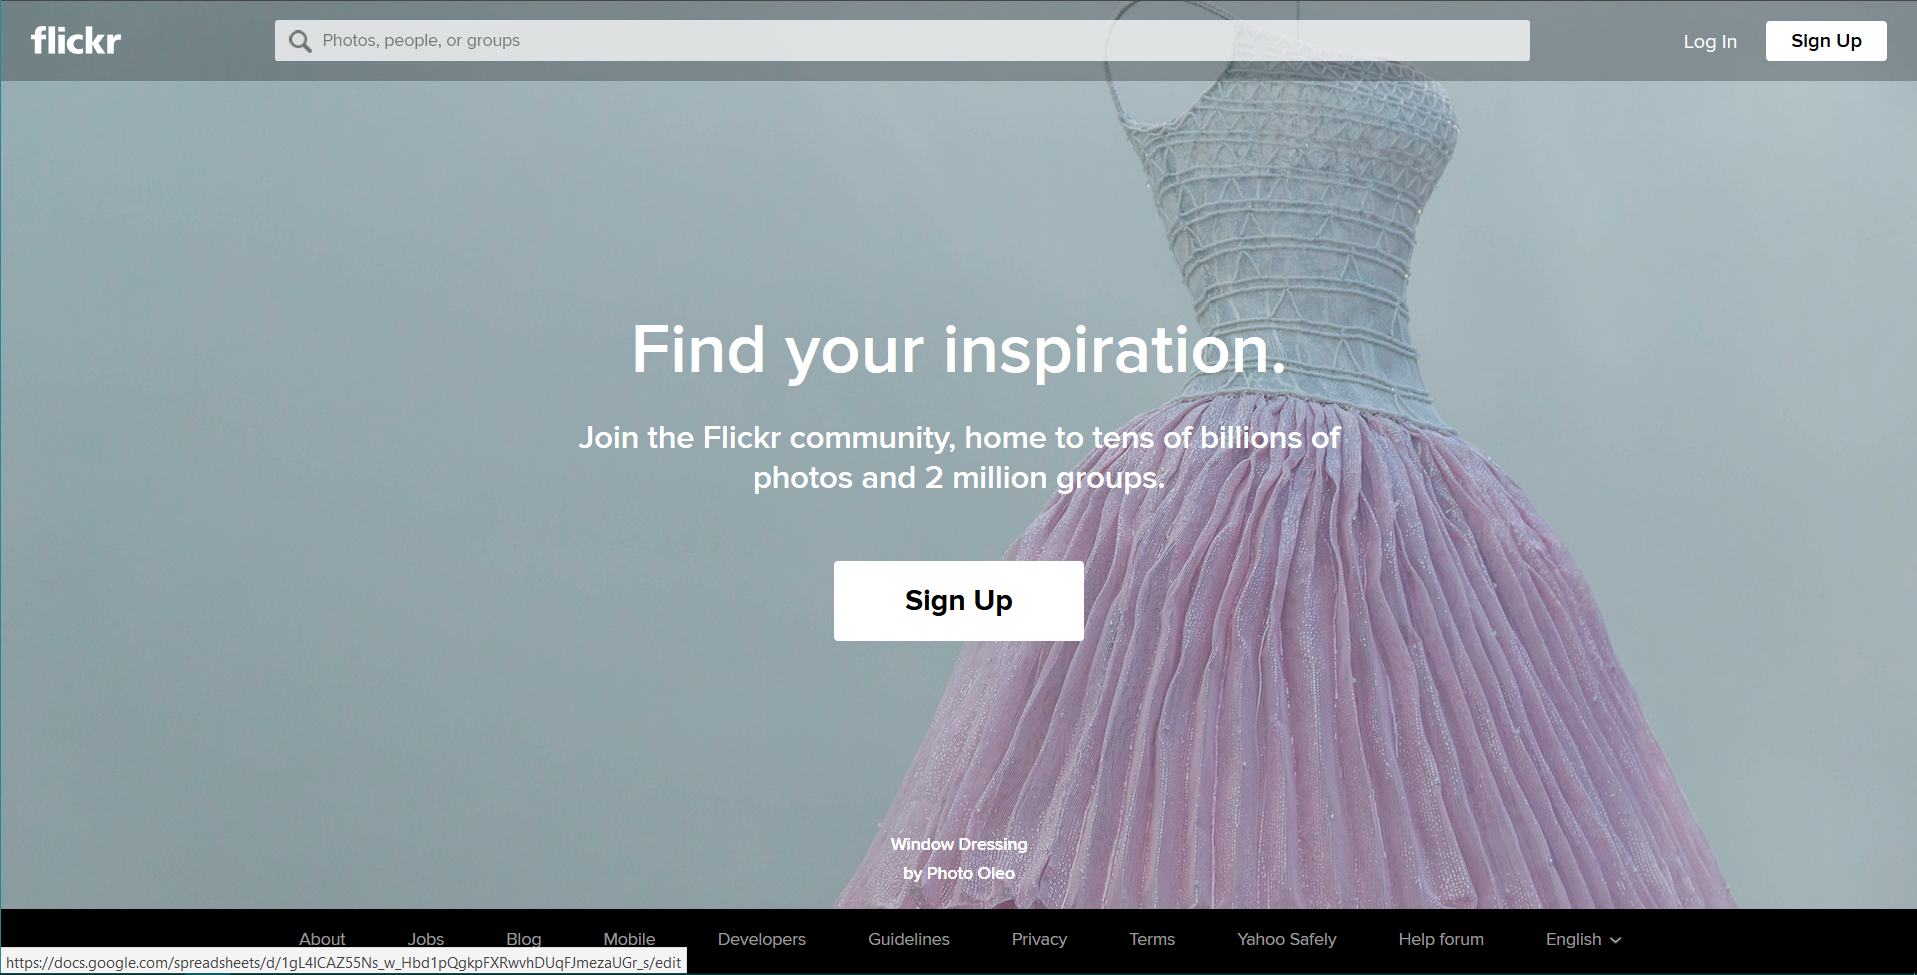 flickr
Photos, people, or groups
Log In
Sign Up
Find your inspiration.
Join the Flickr community, home to tens of billions of
photos and 2 million groups.
Sign Up
Window Dressing
by Photo Oleo
About Jobs Blog Mobile Developers Guidelines Privacy Terms Yahoo Safely Help forum English
https://docs.google.com/spreadsheets/d/1gL4ICAZ55Ns_w_Hbd1pQgkpFXRwvhDUqFJmezaUGr_s/edit